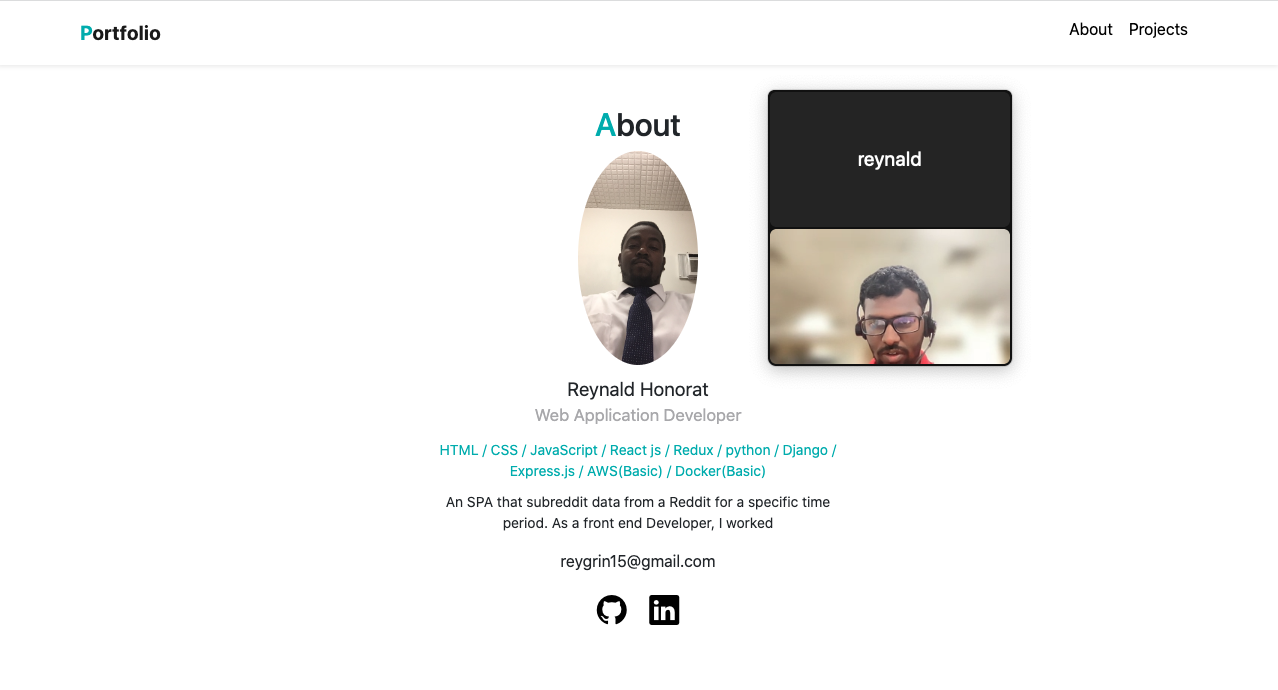 Portfolio
About
Projects
About
reynald
Reynald Honorat
Web Application Developer
HTML / CSS / JavaScript / React js / Redux / python / Django /
Express.js / AWS(Basic) / Docker(Basic)
An SPA that subreddit data from a Reddit for a specific time
period. As a front end Developer, I worked
reygrin15@gmail.com
in